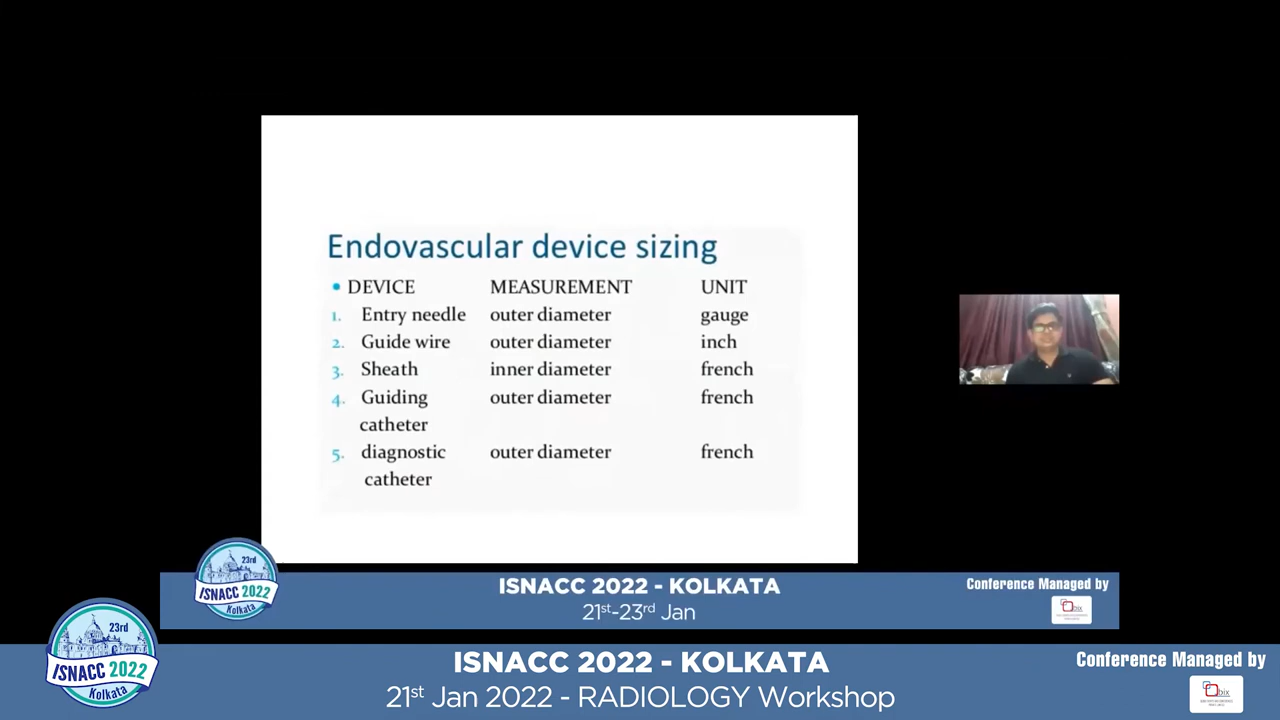 Endovascular device sizing
• DEVICE MEASUREMENT UNIT
1. Entry needle outer diameter gauge
2. Guide wire outer diameter inch
3. Sheath inner diameter french
4. Guiding catheter outer diameter french
5. diagnostic catheter outer diameter french
23rd
ISNACC 2022
Kolkata
ISNACC 2022 - KOLKATA
21st-23rd Jan
Conference Managed by
bix
23rd
ISNACC 2022
Kolkata
ISNACC 2022 - KOLKATA
21st Jan 2022 - RADIOLOGY Workshop
Conference Managed by
bix